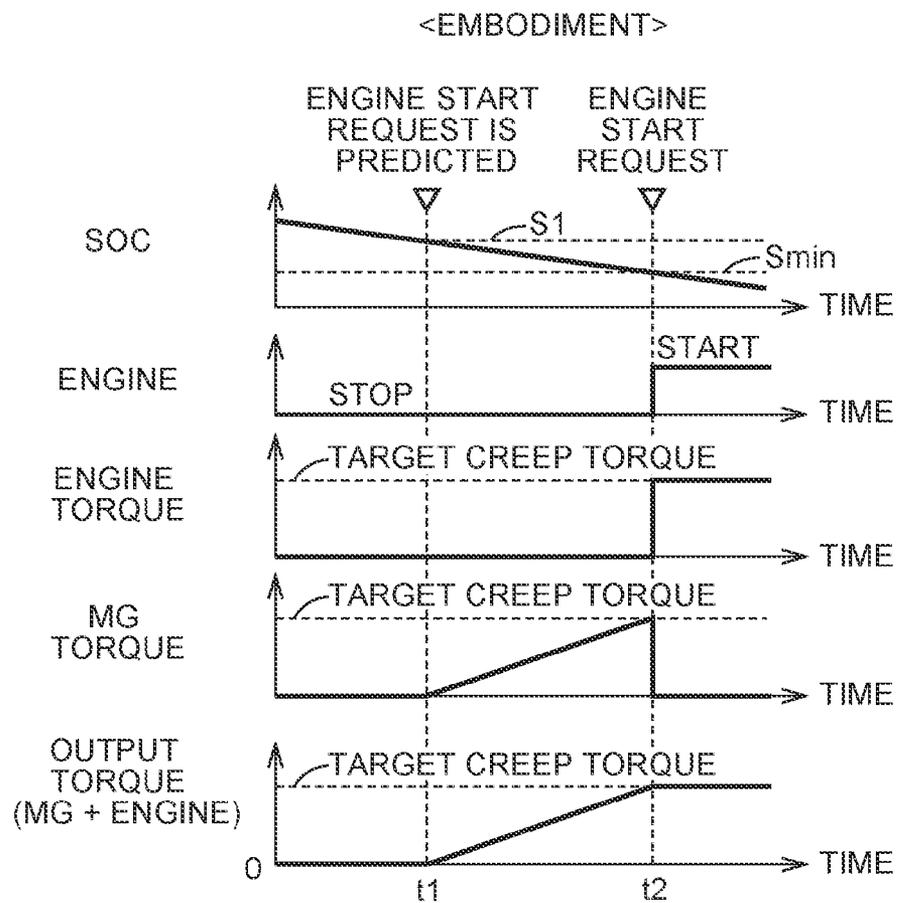 <EMBODIMENT>
ENGINE START
REQUEST IS
PREDICTED
ENGINE
START
REQUEST
SOC
S1
Smin
TIME
ENGINE
STOP
START
TIME
ENGINE
TORQUE
TARGET CREEP TORQUE
TIME
MG
TORQUE
TARGET CREEP TORQUE
TIME
OUTPUT
TORQUE
(MG + ENGINE)
TARGET CREEP TORQUE
0
TIME
t1
t2